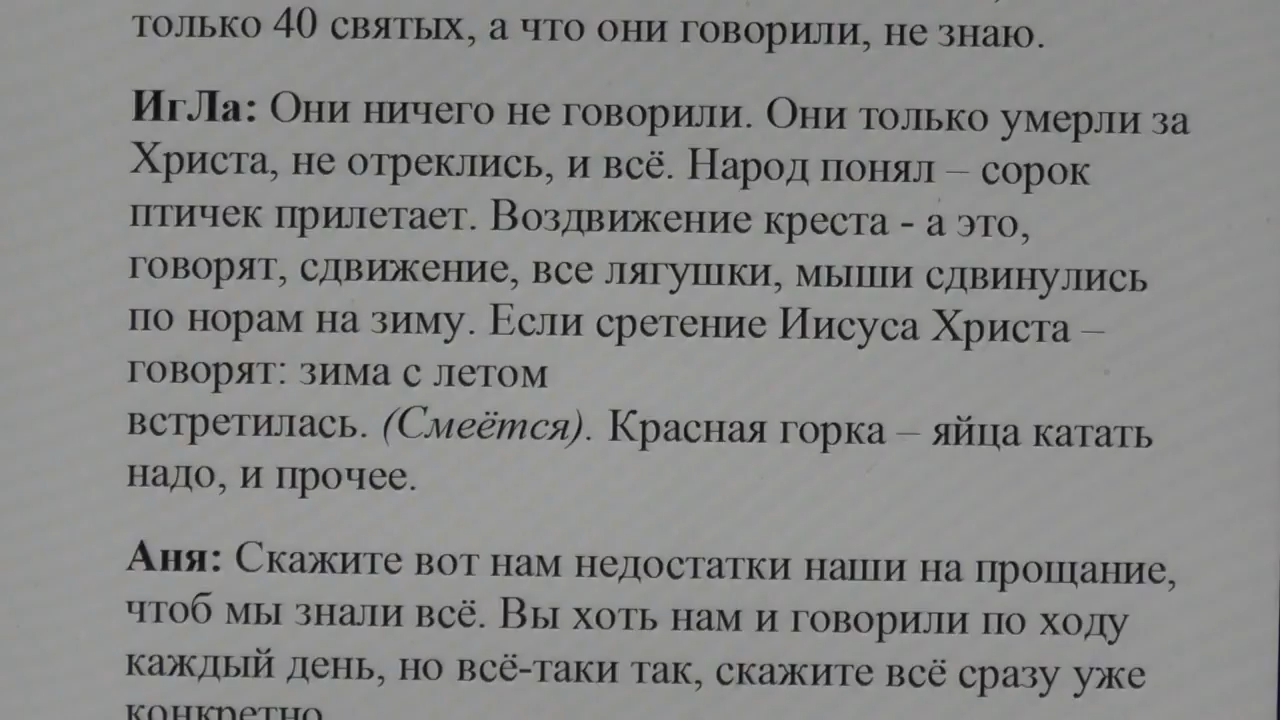 только 40 святых, а что они говорили, не знаю.
ИгЛа: Они ничего не говорили. Они только умерли за
Христа, не отреклись, и всё. Народ понял – сорок
птичек прилетает. Воздвижение креста - а это,
говорят, сдвижение, все лягушки, мыши сдвинулись
по норам на зиму. Если сретение Иисуса Христа –
говорят: зима с летом
встретилась. (Смеётся). Красная горка – яйца катать
надо, и прочее.
Аня: Скажите вот нам недостатки наши на прощание,
чтоб мы знали всё. Вы хоть нам и говорили по ходу
каждый день, но всё-таки так, скажите всё сразу уже
конкретно